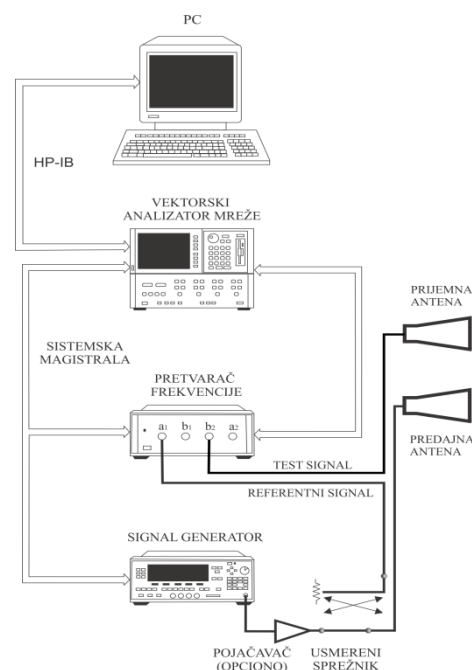 PC
HP-IB
VEKTORSKI
ANALIZATOR MREŽE
PRIJEMNA
ANTENA
SISTEMSKA
MAGISTRALA
PRETVARAČ
FREKVENCIJE
a1 b1 b2 a2
PREDAJNA
ANTENA
TEST SIGNAL
REFERENTNI SIGNAL
SIGNAL GENERATOR
POJAČAVAČ
(OPCIONO)
USMERENI
SPREŽNIK